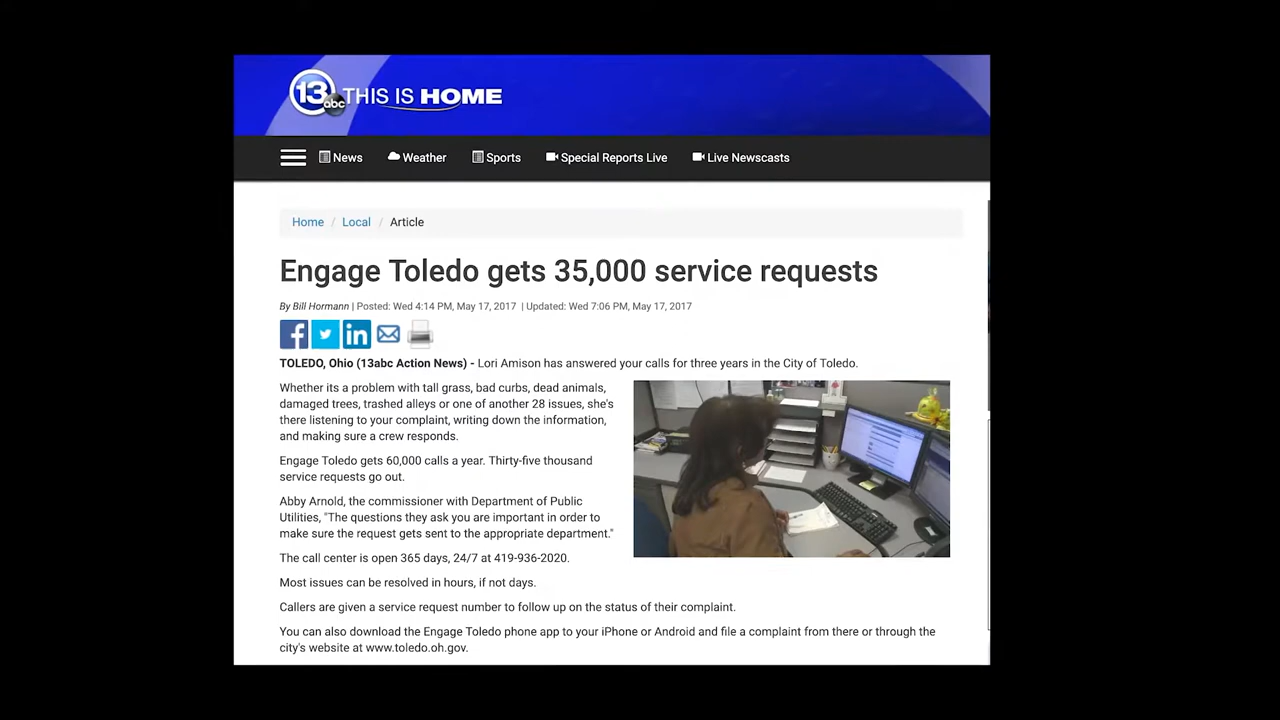 13 abc THIS IS HOME
News Weather Sports Special Reports Live Live Newscasts
Home / Local / Article
Engage Toledo gets 35,000 service requests
By Bill Hormann | Posted: Wed 4:14 PM, May 17, 2017 | Updated: Wed 7:06 PM, May 17, 2017
TOLEDO, Ohio (13abc Action News) - Lori Amison has answered your calls for three years in the City of Toledo.
Whether its a problem with tall grass, bad curbs, dead animals,
damaged trees, trashed alleys or one of another 28 issues, she's
there listening to your complaint, writing down the information,
and making sure a crew responds.
Engage Toledo gets 60,000 calls a year. Thirty-five thousand
service requests go out.
Abby Arnold, the commissioner with Department of Public
Utilities, "The questions they ask you are important in order to
make sure the request gets sent to the appropriate department."
The call center is open 365 days, 24/7 at 419-936-2020.
Most issues can be resolved in hours, if not days.
Callers are given a service request number to follow up on the status of their complaint.
You can also download the Engage Toledo phone app to your iPhone or Android and file a complaint from there or through the
city's website at www.toledo.oh.gov.